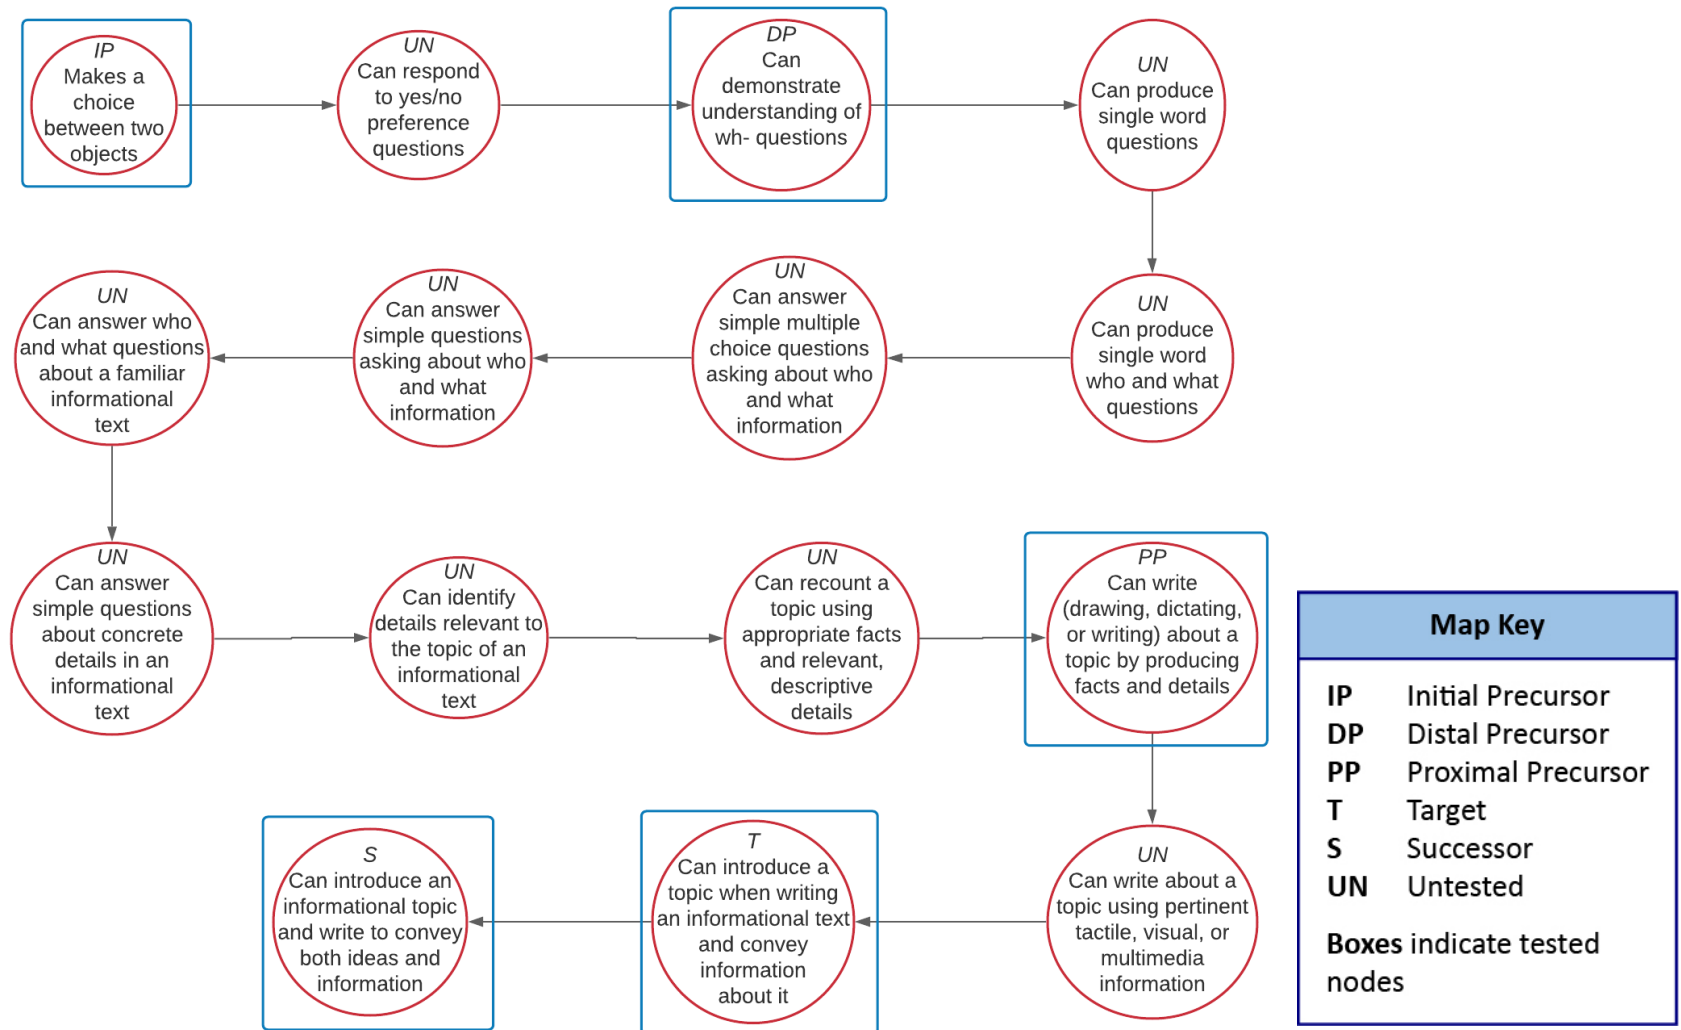 IP
Makes a
choice
between two
objects
UN
Can respond
to yes/no
preference
questions
DP
Can
demonstrate
understanding of
wh- questions
UN
Can produce
single word
questions
UN
Can answer who
and what questions
about a familiar
informational
text
UN
Can answer
simple questions
asking about who
and what
information
UN
Can answer
simple multiple
choice questions
asking about who
and what
information
UN
Can produce
single word
who and what
questions
UN
Can answer
simple questions
about concrete
details in an
informational
text
UN
Can identify
details relevant to
the topic of an
informational
text
UN
Can recount a
topic using
appropriate facts
and relevant,
descriptive
details
PP
Can write
(drawing, dictating,
or writing) about a
topic by producing
facts and details
S
Can introduce an
informational topic
and write to convey
both ideas and
information
T
Can introduce a
topic when writing
an informational text
and convey
information
about it
UN
Can write about a
topic using pertinent
tactile, visual, or
multimedia
information
Map Key
IP Initial Precursor
DP Distal Precursor
PP Proximal Precursor
T Target
S Successor
UN Untested
Boxes indicate tested
nodes